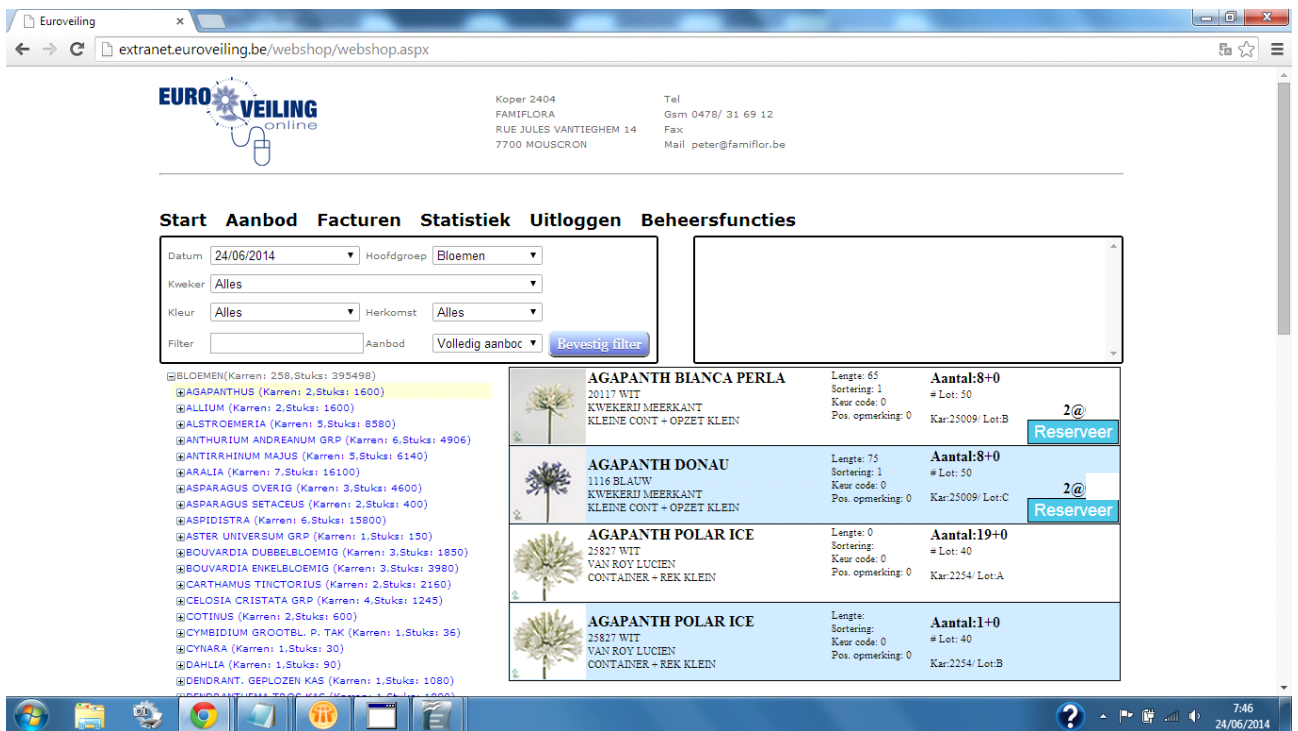 Euroveiling
extranet.euroveiling.be/webshop/webshop.aspx
EURO VEILING
online
Koper 2404
FAMIFLORA
RUE JULES VANTIEGHEM 14
7700 MOUSCRON
Tel
Gsm 0478/ 31 69 12
Fax
Mail peter@famiflor.be
Start Aanbod Facturen Statistiek Uitloggen Beheersfuncties
Datum 24/06/2014 Hoofdgroep Bloemen
Kweker Alles
Kleur Alles Herkomst Alles
Filter Aanbod Volledig aanboc Bevestig filter
BLOEMEN(Karren: 258,Stuks: 395498)
AGAPANTHUS (Karren: 2,Stuks: 1600)
ALLIUM (Karren: 2,Stuks: 1600)
ALSTROEMERIA (Karren: 5,Stuks: 8580)
ANTHURIUM ANDREANUM GRP (Karren: 6,Stuks: 4906)
ANTIRRHINUM MAJUS (Karren: 5,Stuks: 6140)
ARALIA (Karren: 7,Stuks: 16100)
ASPARAGUS OVERIG (Karren: 3,Stuks: 4600)
ASPARAGUS SETACEUS (Karren: 2,Stuks: 400)
ASPIDISTRA (Karren: 6,Stuks: 15800)
ASTER UNIVERSUM GRP (Karren: 1,Stuks: 150)
BOUVARDIA DUBBELBLOEMIG (Karren: 3,Stuks: 1850)
BOUVARDIA ENKELBLOEMIG (Karren: 3,Stuks: 3980)
CARTHAMUS TINCTORIUS (Karren: 2,Stuks: 2160)
CELOSIA CRISTATA GRP (Karren: 4,Stuks: 1245)
COTINUS (Karren: 2,Stuks: 600)
CYMBIDIUM GROOTBL. P. TAK (Karren: 1,Stuks: 36)
CYNARA (Karren: 1,Stuks: 30)
DAHLIA (Karren: 1,Stuks: 90)
DENDRANT. GEPLOZEN KAS (Karren: 1,Stuks: 1080)
AGAPANTH BIANCA PERLA
20117 WIT
KWEKERIJ MEERKANT
KLEINE CONT + OPZET KLEIN
Lengte: 65
Sortering: 1
Keur code: 0
Pos. opmerking: 0
Aantal:8+0
# Lot: 50
Kar:25009/ Lot:B
2@
Reserveer
AGAPANTH DONAU
1116 BLAUW
KWEKERIJ MEERKANT
KLEINE CONT + OPZET KLEIN
Lengte: 75
Sortering: 1
Keur code: 0
Pos. opmerking: 0
Aantal:8+0
# Lot: 50
Kar:25009/ Lot:C
2@
Reserveer
AGAPANTH POLAR ICE
25827 WIT
VAN ROY LUCIEN
CONTAINER + REK KLEIN
Lengte: 0
Sortering:
Keur code: 0
Pos. opmerking: 0
Aantal:19+0
# Lot: 40
Kar:2254/ Lot:A
AGAPANTH POLAR ICE
25827 WIT
VAN ROY LUCIEN
CONTAINER + REK KLEIN
Lengte:
Sortering:
Keur code: 0
Pos. opmerking: 0
Aantal:1+0
# Lot: 40
Kar:2254/ Lot:B
7:46
24/06/2014